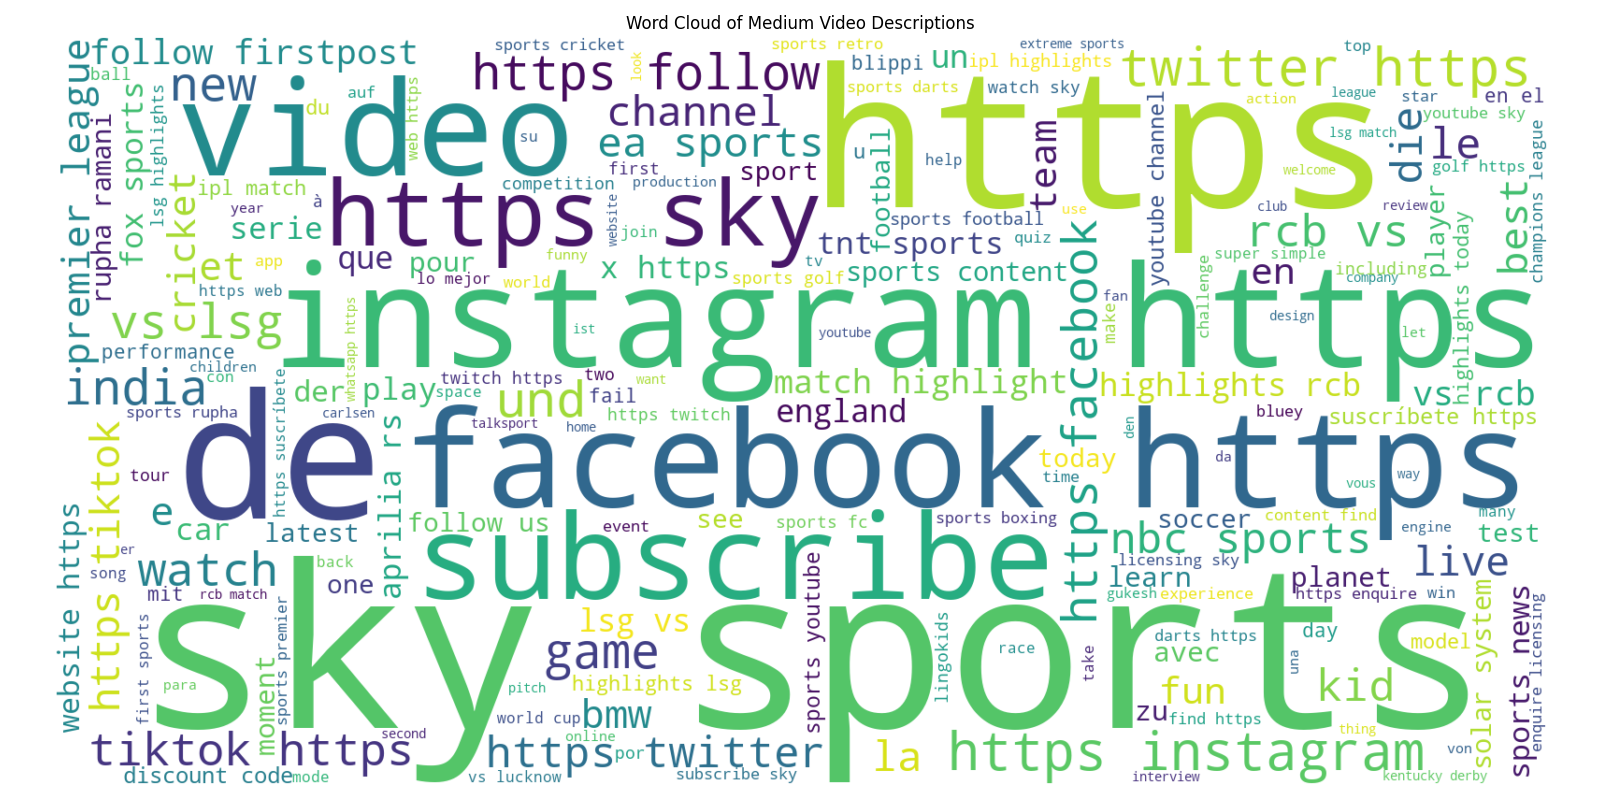 Word Cloud of Medium Video Descriptions
follow firstpost
sports cricket
sports retro
extreme sports
top
ball
new
https
look
follow
blippi
un
ipl highlights
twitter https
fox sports
lsg highlights
du
auf
video
web https
channel
sports darts
https
watch sky
action
league
star
en el
youtube sky
premier league
rupha ramani
cricket
ipl match
su
ea sports
u
football
help
team
youtube channel
welcome
die
lsg match
le
golf https
first
sport
competition
production
year
à
serie
https sky
website
join
sports football
use
quiz
club
review
rcb vs
player
best
champions league
que
pour
funny
tnt sports
tv
et
app
lo mejor
world
x https
sports golf
sports content
super simple
en
including
company
highlights today
https web
vs lsg
instagram https
ist
youtube
fan
make
challenge
design
let
performance
children
con
whatsapp https
twitch https
two
want
match highlight
https facebook
highlights rcb
vs rcb
india
der
play
space
und
fail
sports rupha
https suscríbete
carlsen
talksport
home
https twitch
england
den
bluey
suscríbete https
de
facebook https
da
way
today
time
vous
tour
https tiktok
e
car
latest
aprilia rs
follow us
event
see
sports fc
sports boxing
soccer
content find
engine
many
test
website https
er
song
watch
back
subscribe
nbc sports
licensing sky
live
learn
planet
mit
rcb match
one
sports youtube
gukesh
experience
https enquire
win
solar system
sports news
enquire licensing
sky sports
lsg vs
lingokids
race
take
darts https
avec
una
day
model
first sports
para
moment
sports premier
game
pitch
highlights lsg
fun
kid
world cup
bmw
zu
find https
thing
tiktok https
second
online
https twitter
por
la
https instagram
von
discount code
mode
vs lucknow
subscribe sky
interview
kentucky derby